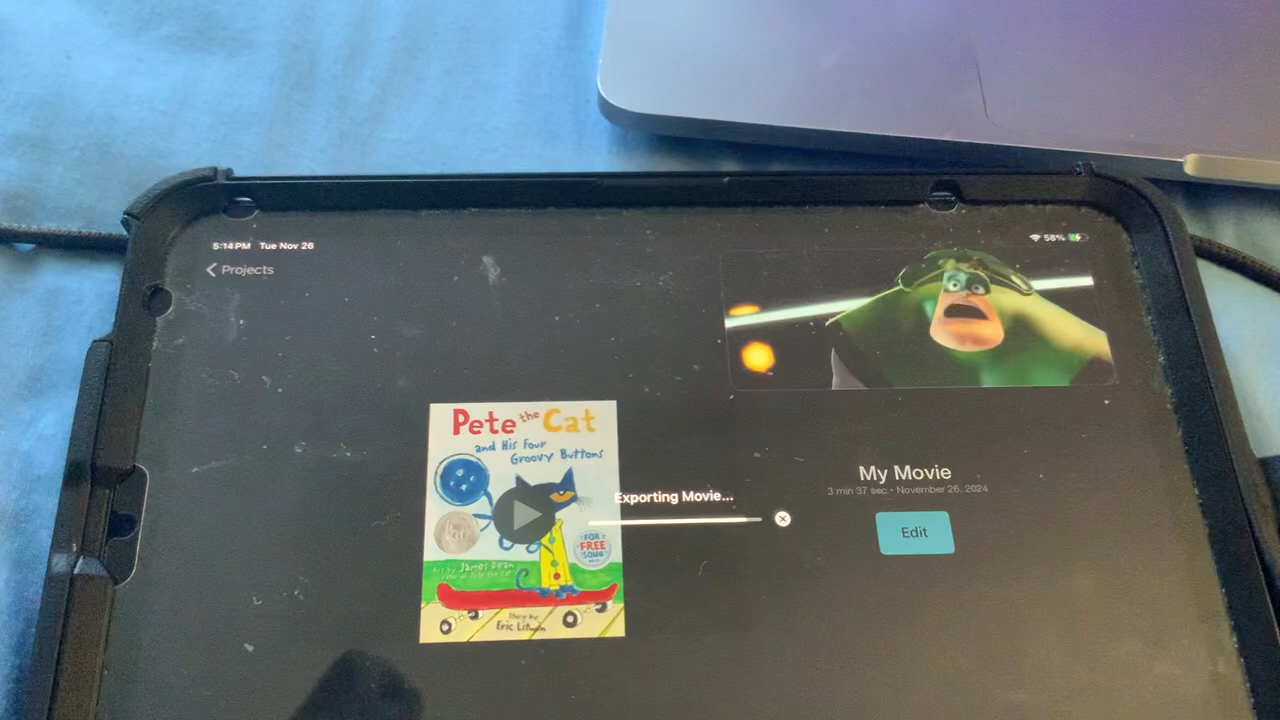 5:14 PM Tue Nov 26
58%
Projects
Pete the Cat
and His Four
Groovy Buttons
FOR
FREE
SONG
Art by James Dean
Story by
Eric Litwin
Exporting Movie...
My Movie
3 min 37 sec · November 26, 2024
Edit